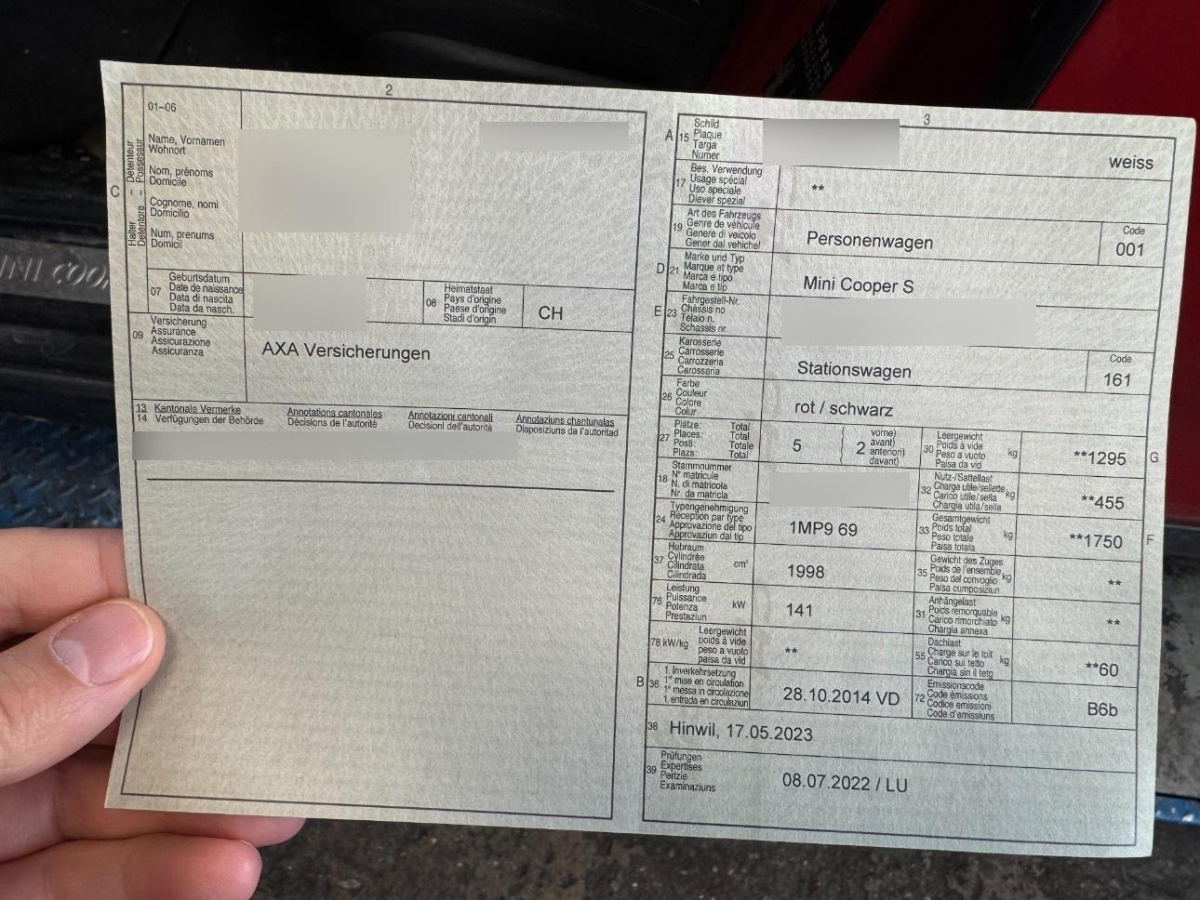 2
01–06
C
Halter – Detenteur
Detentore – Possessur
Name, Vornamen
Wohnort
Nom, prénoms
Domicile
Cognome, nomi
Domicilio
Num, prenums
Domicil
07
Geburtsdatum
Date de naissance
Data di nascita
Data da nasch.
08
Heimatstaat
Pays d'origine
Paese d'origine
Stadi d'origin
CH
09
Versicherung
Assurance
Assicurazione
Assicuranza
AXA Versicherungen
13 Kantonale Vermerke Annotations cantonales Annotazioni cantonali Annotaziuns chantunalas
14 Verfügungen der Behörde Décisions de l'autorité Decisioni dell'autorità Disposiziuns da l'autoritad
3
A 15
Schild
Plaque
Targa
Numer
weiss
17
Bes. Verwendung
Usage spécial
Uso speciale
Diever spezial
**
19
Art des Fahrzeugs
Genre de véhicule
Genere di veicolo
Gener dal vehichel
Personenwagen
Code
001
D 21
Marke und Typ
Marque et type
Marca e tipo
Marca e tip
Mini Cooper S
E 23
Fahrgestell-Nr.
Châssis no
Telaio n.
Schassis nr.
25
Karosserie
Carrosserie
Carrozzeria
Carosseria
Stationswagen
Code
161
26
Farbe
Couleur
Colore
Colur
rot / schwarz
27
Plätze: Total
Places: Total
Posti: Totale
Plazs: Total
5
2
vorne)
avant)
anteriori)
davant)
30
Leergewicht
Poids à vide
Peso a vuoto
Paisa da vid
kg
**1295
G
18
Stammnummer
N° matricule
N. di matricola
Nr. da matricla
32
Nutz-/Sattellast
Charge utile/sellette
Carico utile/sella
Chargia utila/sella
kg
**455
24
Typengenehmigung
Réception par type
Approvazione del tipo
Approvaziun dal tip
1MP9 69
33
Gesamtgewicht
Poids total
Peso totale
Paisa totala
kg
**1750
F
37
Hubraum
Cylindrée
Cilindrata
Cilindrada
cm³
1998
35
Gewicht des Zuges
Poids de l'ensemble
Peso del convoglio
Paisa cumposiziun
kg
**
76
Leistung
Puissance
Potenza
Prestaziun
kW
141
31
Anhängelast
Poids remorquable
Carico rimorchiato
Chargia annexa
kg
**
78 kW/kg
Leergewicht
poids à vide
peso a vuoto
paisa da vid
**
55
Dachlast
Charge sur le toit
Carico sul tetto
Chargia sin il tetg
kg
**60
B 36
1. Inverkehrsetzung
1re mise en circulation
1a messa in circolazione
1. entrada en circulaziun
28.10.2014 VD
72
Emissionscode
Code émissions
Codice emissioni
Code d'emissiuns
B6b
38
Hinwil, 17.05.2023
39
Prüfungen
Expertises
Perizie
Examinaziuns
08.07.2022 / LU